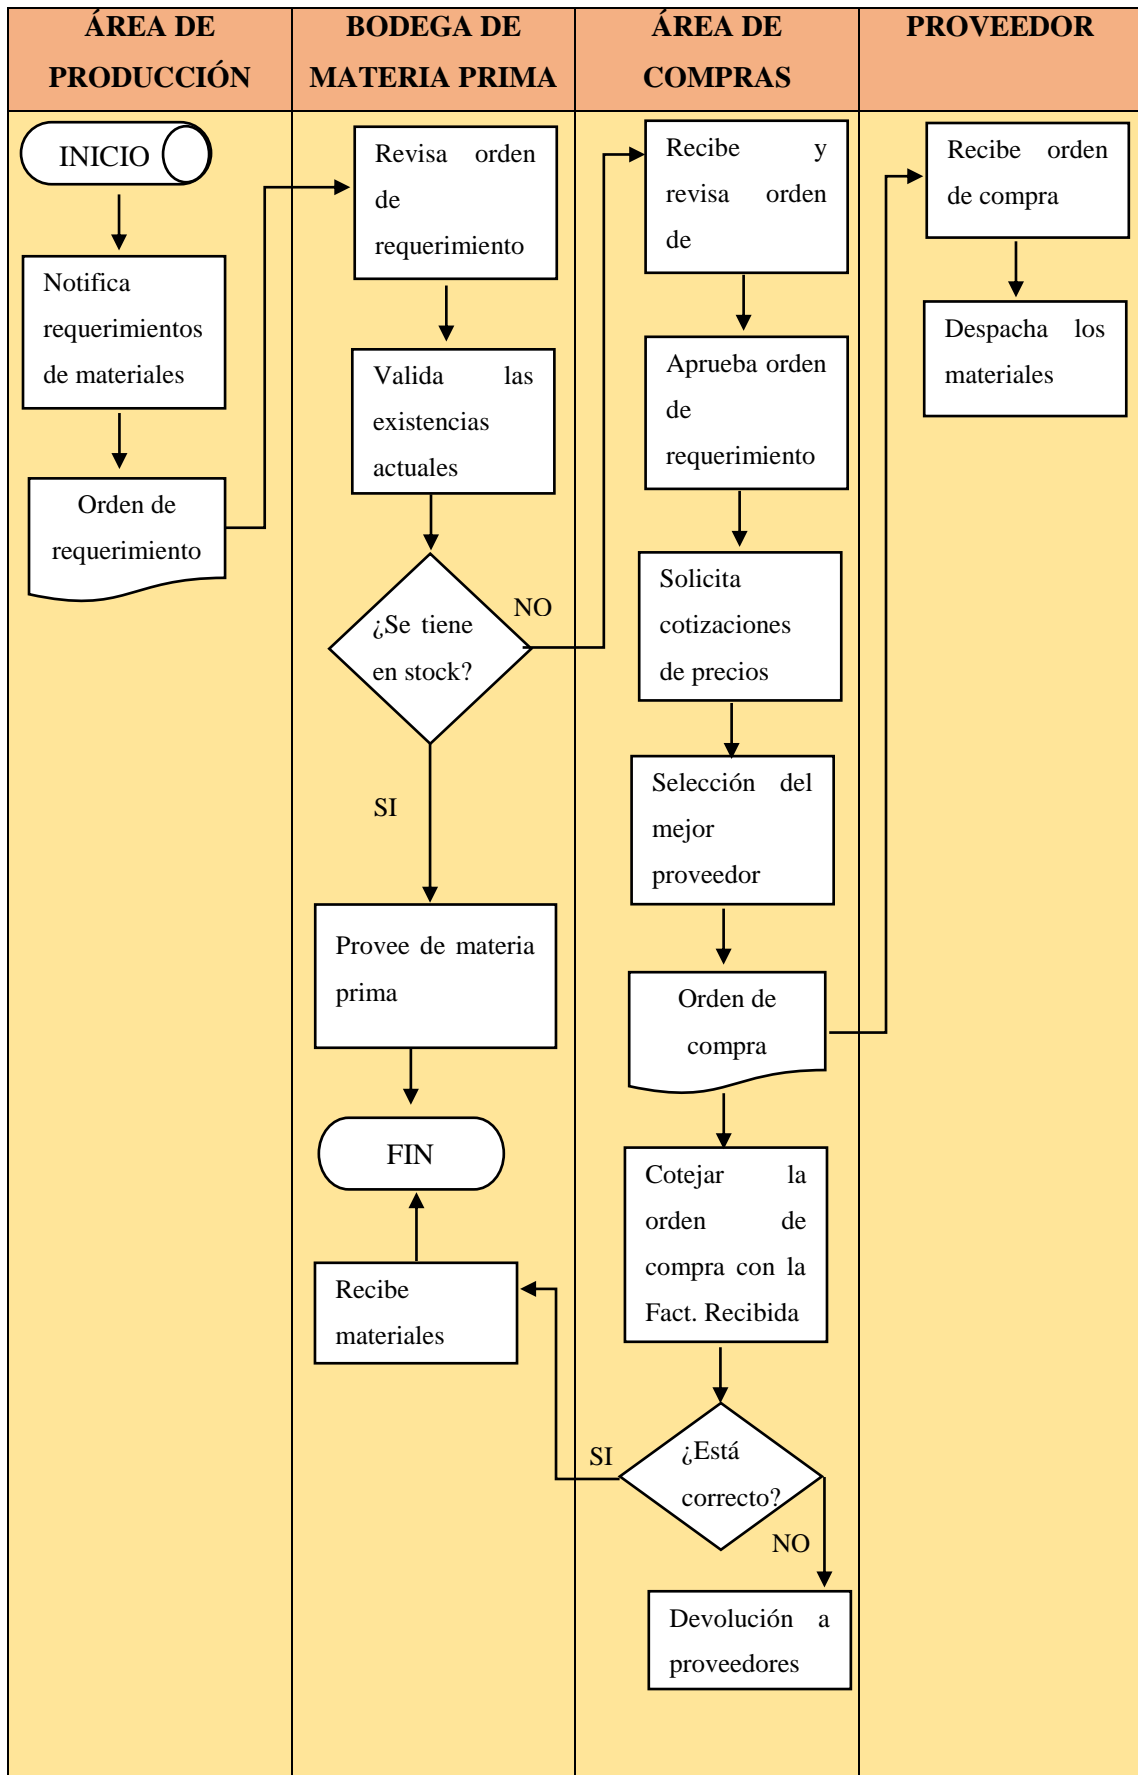 ÁREA DE
PRODUCCIÓN
BODEGA DE
MATERIA PRIMA
ÁREA DE
COMPRAS
PROVEEDOR
INICIO
Notifica
requerimientos
de materiales
Orden de
requerimiento
Revisa orden
de
requerimiento
Valida las
existencias
actuales
¿Se tiene
en stock?
NO
SI
Provee de materia
prima
FIN
Recibe
materiales
Recibe y
revisa orden
de
Aprueba orden
de
requerimiento
Solicita
cotizaciones
de precios
Selección del
mejor
proveedor
Orden de
compra
Cotejar la
orden de
compra con la
Fact. Recibida
SI
¿Está
correcto?
NO
Devolución a
proveedores
Recibe orden
de compra
Despacha los
materiales